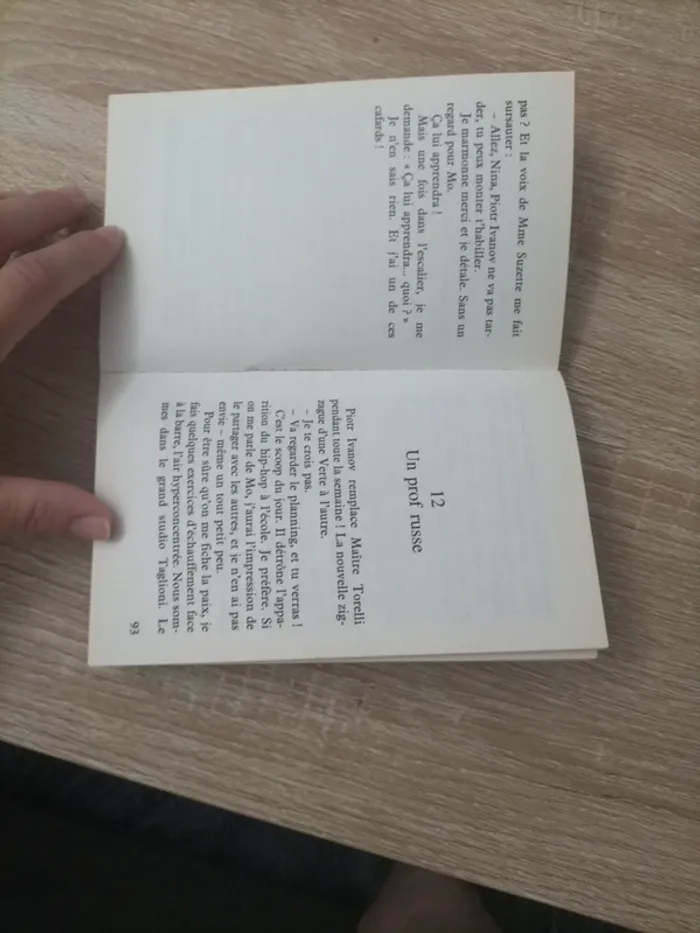 pas ? Et la voix de Mme Suzette me fait
sursauter :
– Allez, Nina, Piotr Ivanov ne va pas tar-
der, tu peux monter t'habiller.
Je marmonne merci et je détale. Sans un
regard pour Mo.
Ça lui apprendra !
Mais une fois dans l'escalier, je me
demande : « Ça lui apprendra... quoi ? »
Je n'en sais rien. Et j'ai un de ces
cafards !
12
Un prof russe
Piotr Ivanov remplace Maître Torelli
pendant toute la semaine ! La nouvelle zig-
zague d'une Verte à l'autre.
– Je te crois pas.
– Va regarder le planning, et tu verras !
C'est le scoop du jour. Il détrône l'appa-
rition du hip-hop à l'école. Je préfère. Si
on me parle de Mo, j'aurai l'impression de
le partager avec les autres, et je n'en ai pas
envie – même un tout petit peu.
Pour être sûre qu'on me fiche la paix, je
fais quelques exercices d'échauffement face
à la barre, l'air hyperconcentrée. Nous som-
mes dans le grand studio Taglioni. Le
93